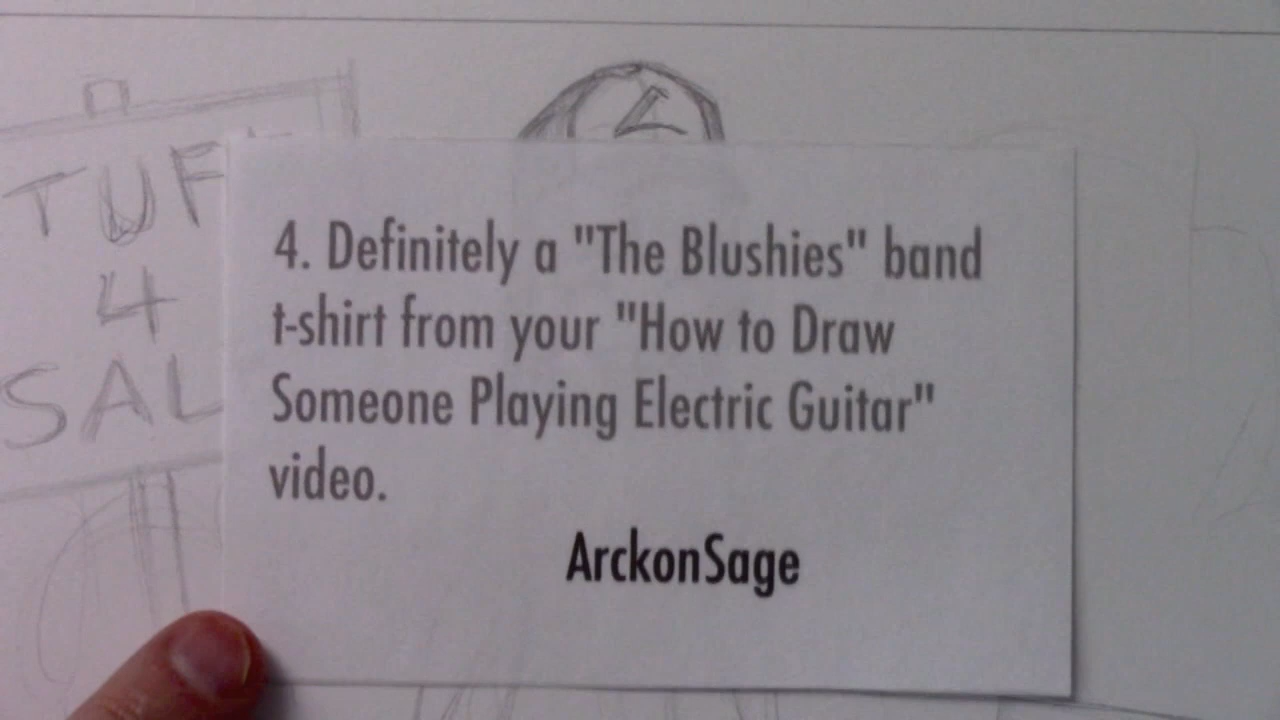 TUF
4
SAL
4. Definitely a "The Blushies" band
t-shirt from your "How to Draw
Someone Playing Electric Guitar"
video.
ArckonSage